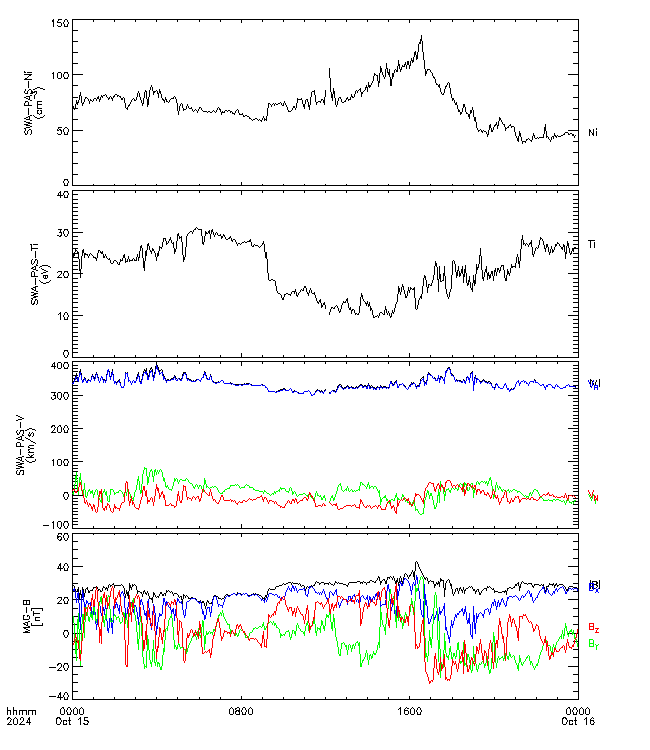 150
100
50
0
SWA-PAS-Ni
(cm⁻³)
Ni
40
30
20
10
0
SWA-PAS-Ti
(eV)
Ti
400
300
200
100
0
-100
SWA-PAS-V
(km/s)
60
40
20
0
-20
-40
MAG-B
[nT]
|B|
Bz
By
hhmm 0000 0800 1600 0000
2024 Oct 15 Oct 16